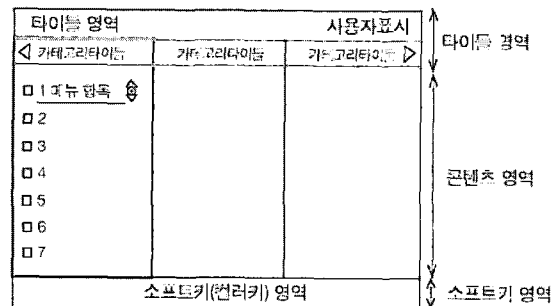 타이틀 영역 사용자표시
카테고리타이틀 카테고리타이틀 카테고리타이틀
타이틀 영역
1 메뉴 항목
2
3
4
5
6
7
콘텐츠 영역
소프트키(컬러키) 영역
소프트키 영역